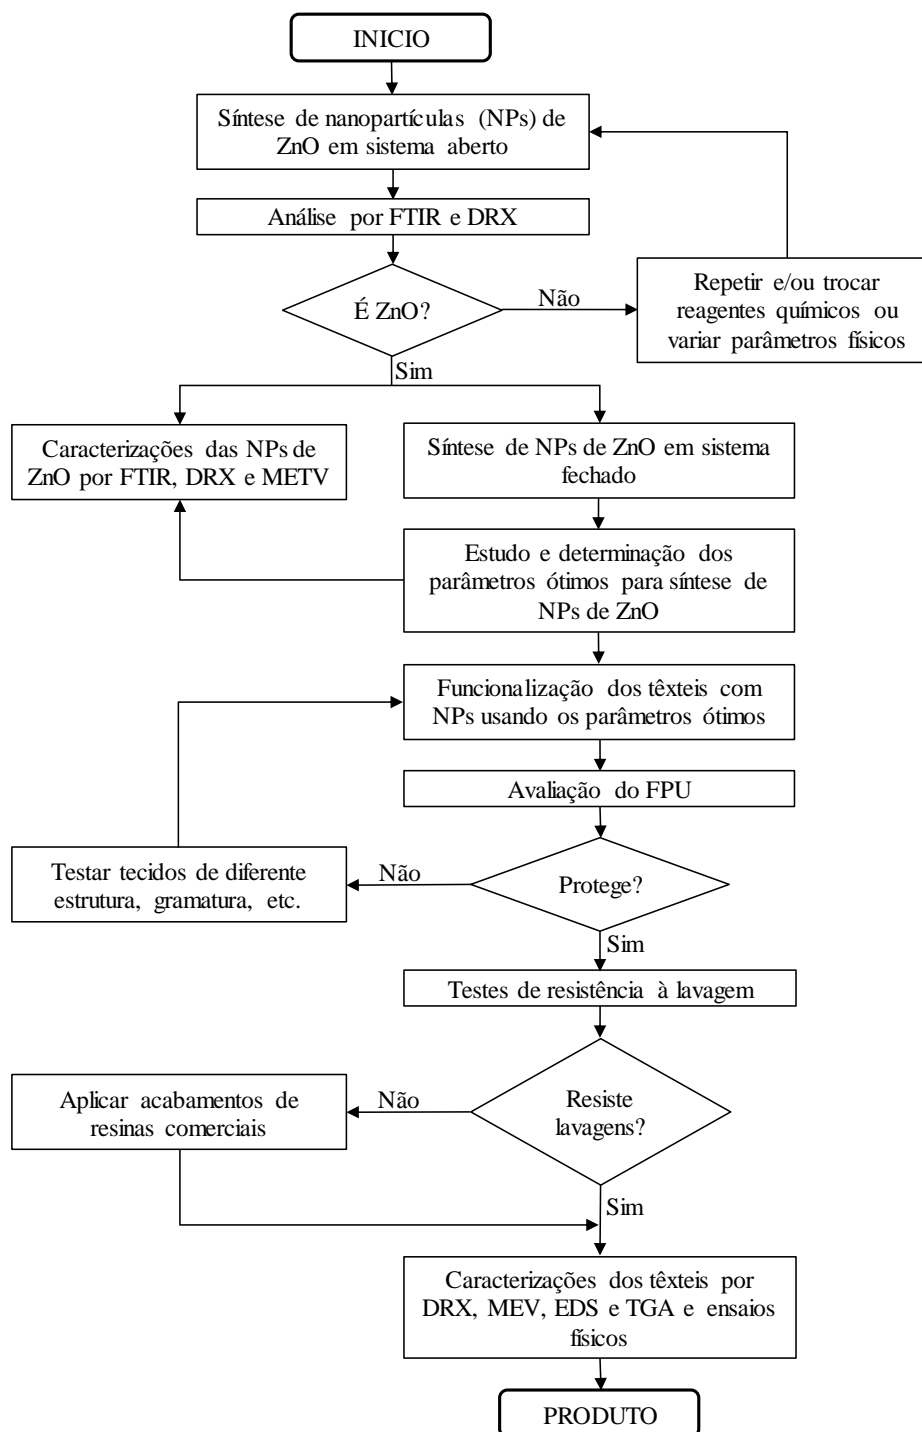 INICIO
Síntese de nanopartículas (NPs) de
ZnO em sistema aberto
Análise por FTIR e DRX
É ZnO?
Não
Repetir e/ou trocar
reagentes químicos ou
variar parâmetros físicos
Sim
Caracterizações das NPs de
ZnO por FTIR, DRX e METV
Síntese de NPs de ZnO em sistema
fechado
Estudo e determinação dos
parâmetros ótimos para síntese de
NPs de ZnO
Funcionalização dos têxteis com
NPs usando os parâmetros ótimos
Avaliação do FPU
Protege?
Não
Testar tecidos de diferente
estrutura, gramatura, etc.
Sim
Testes de resistência à lavagem
Resiste
lavagens?
Não
Aplicar acabamentos de
resinas comerciais
Sim
Caracterizações dos têxteis por
DRX, MEV, EDS e TGA e ensaios
físicos
PRODUTO